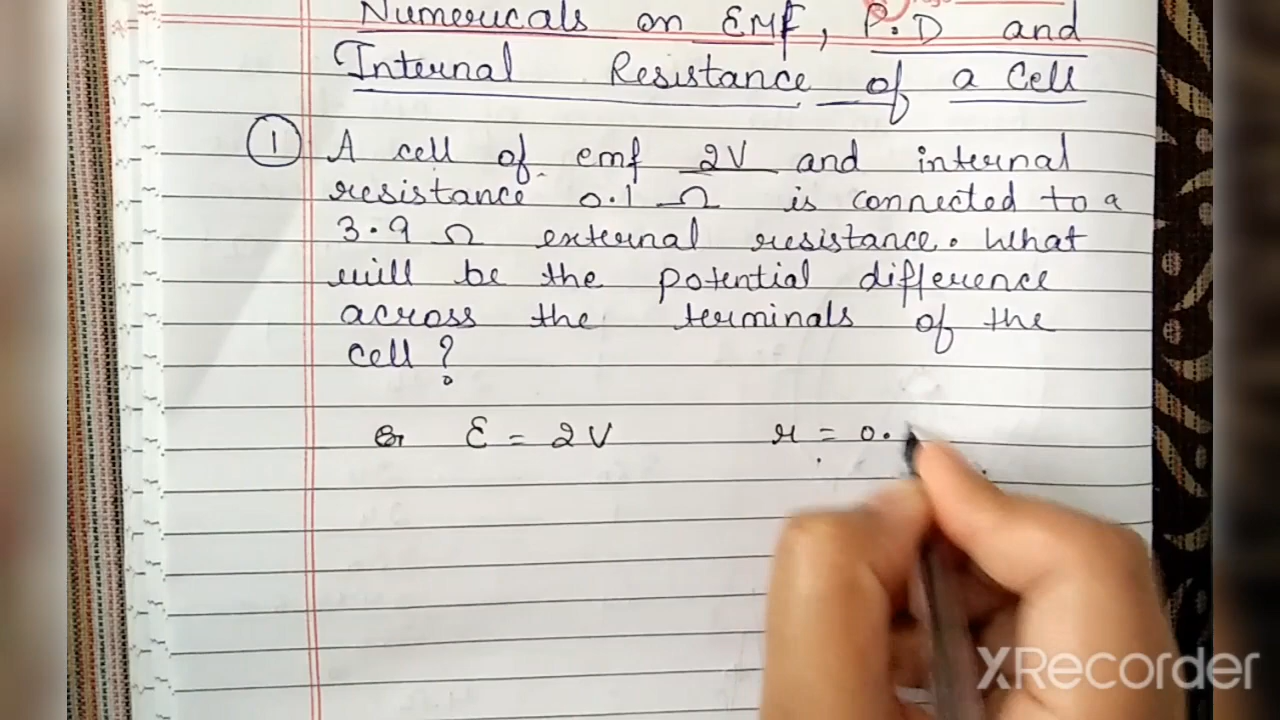 Numericals on EMF, P.D and
Internal Resistance of a Cell
① A cell of emf 2V and internal
resistance 0.1 Ω is connected to a
3.9 Ω external resistance. What
will be the potential difference
across the terminals of the
cell?
ε = 2V r = 0.
XRecorder